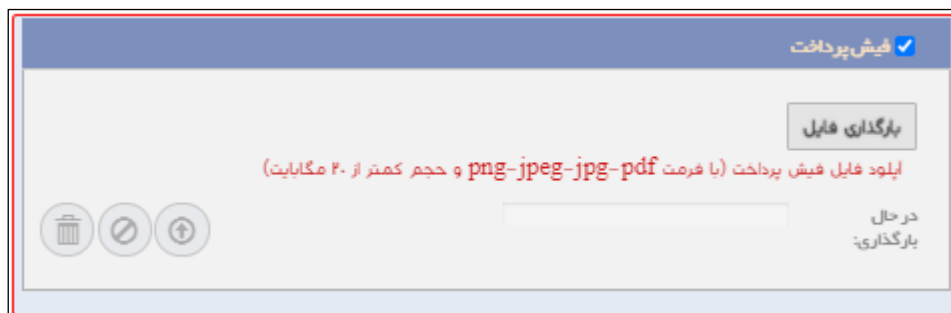 فیش پرداخت
بارگذاری فایل
آپلود فایل فیش پرداخت (با فرمت png-jpeg-jpg-pdf و حجم کمتر از ۲۰ مگابایت)
در حال
بارگذاری: